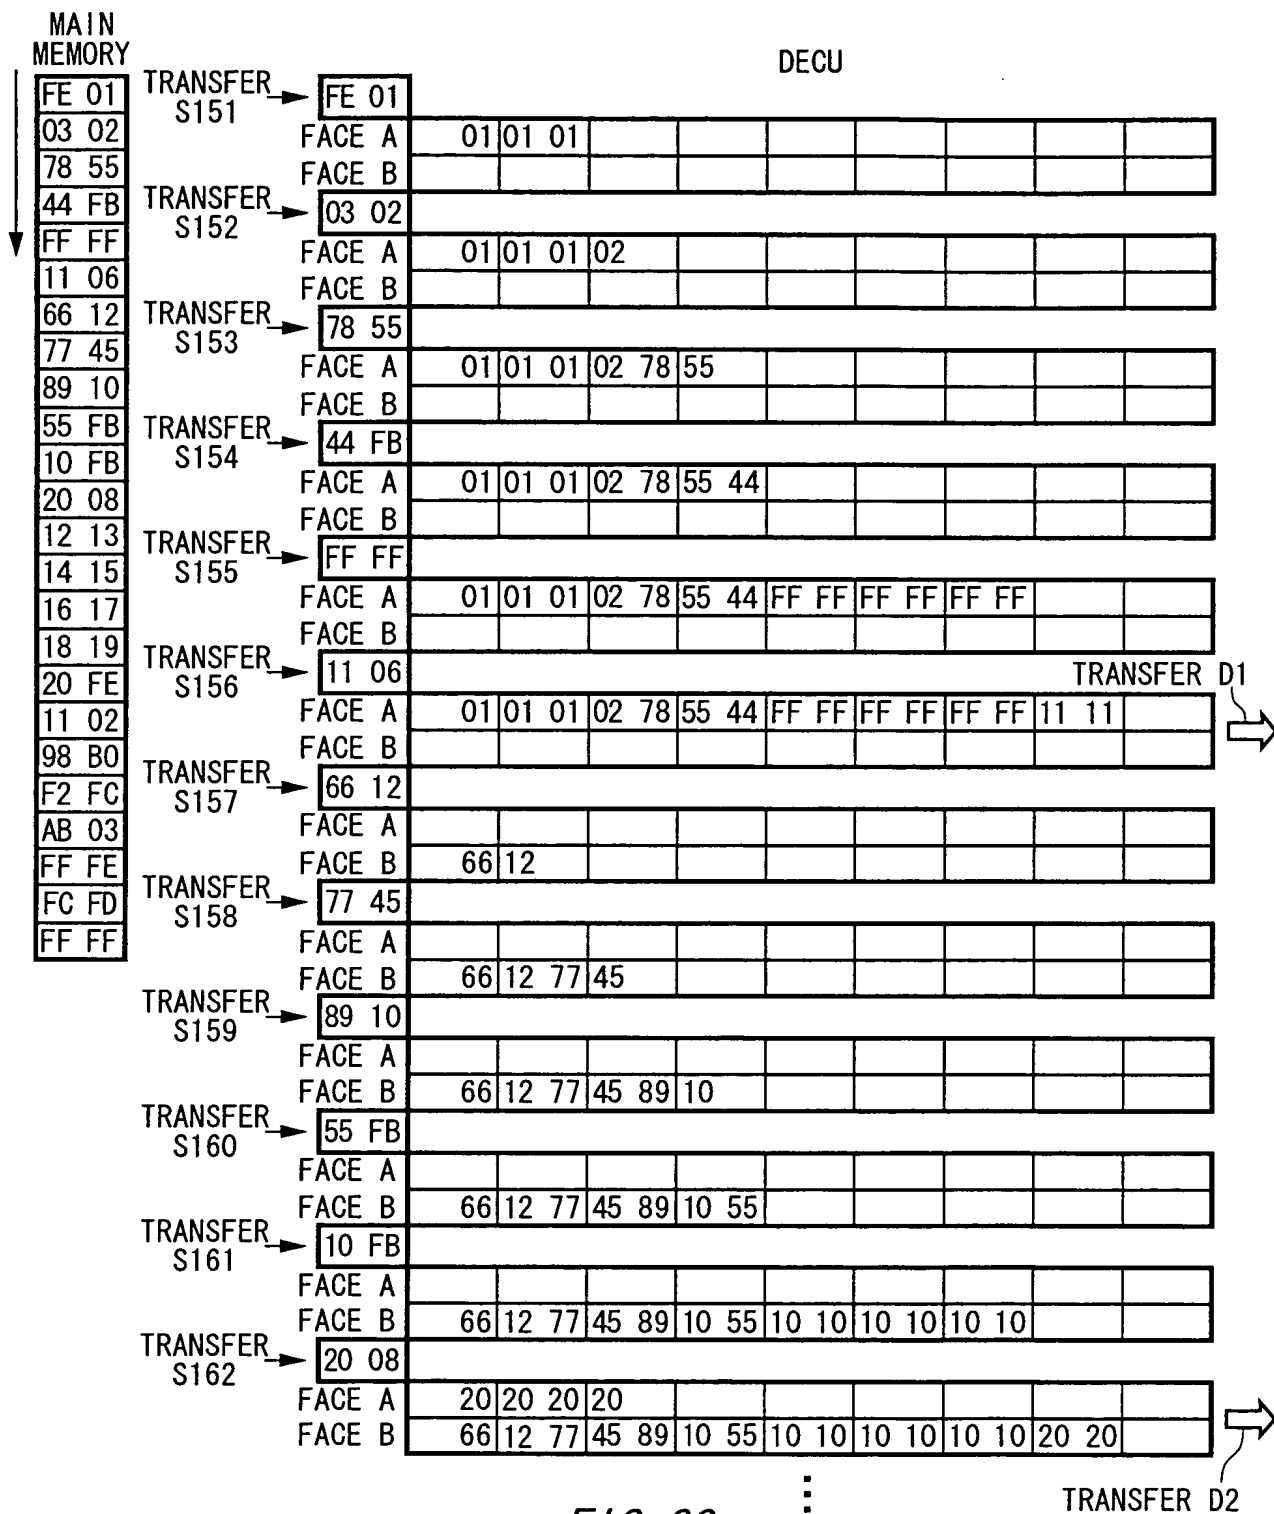 MAIN
MEMORY
DECU
FE 01
03 02
78 55
44 FB
FF FF
11 06
66 12
77 45
89 10
55 FB
10 FB
20 08
12 13
14 15
16 17
18 19
20 FE
11 02
98 B0
F2 FC
AB 03
FF FE
FC FD
FF FF
TRANSFER S151
FE 01
FACE A 01 01 01
FACE B
TRANSFER S152
03 02
FACE A 01 01 01 02
FACE B
TRANSFER S153
78 55
FACE A 01 01 01 02 78 55
FACE B
TRANSFER S154
44 FB
FACE A 01 01 01 02 78 55 44
FACE B
TRANSFER S155
FF FF
FACE A 01 01 01 02 78 55 44 FF FF FF FF FF FF
FACE B
TRANSFER S156
11 06
TRANSFER D1
FACE A 01 01 01 02 78 55 44 FF FF FF FF FF FF 11 11
FACE B
TRANSFER S157
66 12
FACE A
FACE B 66 12
TRANSFER S158
77 45
FACE A
FACE B 66 12 77 45
TRANSFER S159
89 10
FACE A
FACE B 66 12 77 45 89 10
TRANSFER S160
55 FB
FACE A
FACE B 66 12 77 45 89 10 55
TRANSFER S161
10 FB
FACE A
FACE B 66 12 77 45 89 10 55 10 10 10 10 10 10
TRANSFER S162
20 08
FACE A 20 20 20 20
FACE B 66 12 77 45 89 10 55 10 10 10 10 10 10 20 20
TRANSFER D2